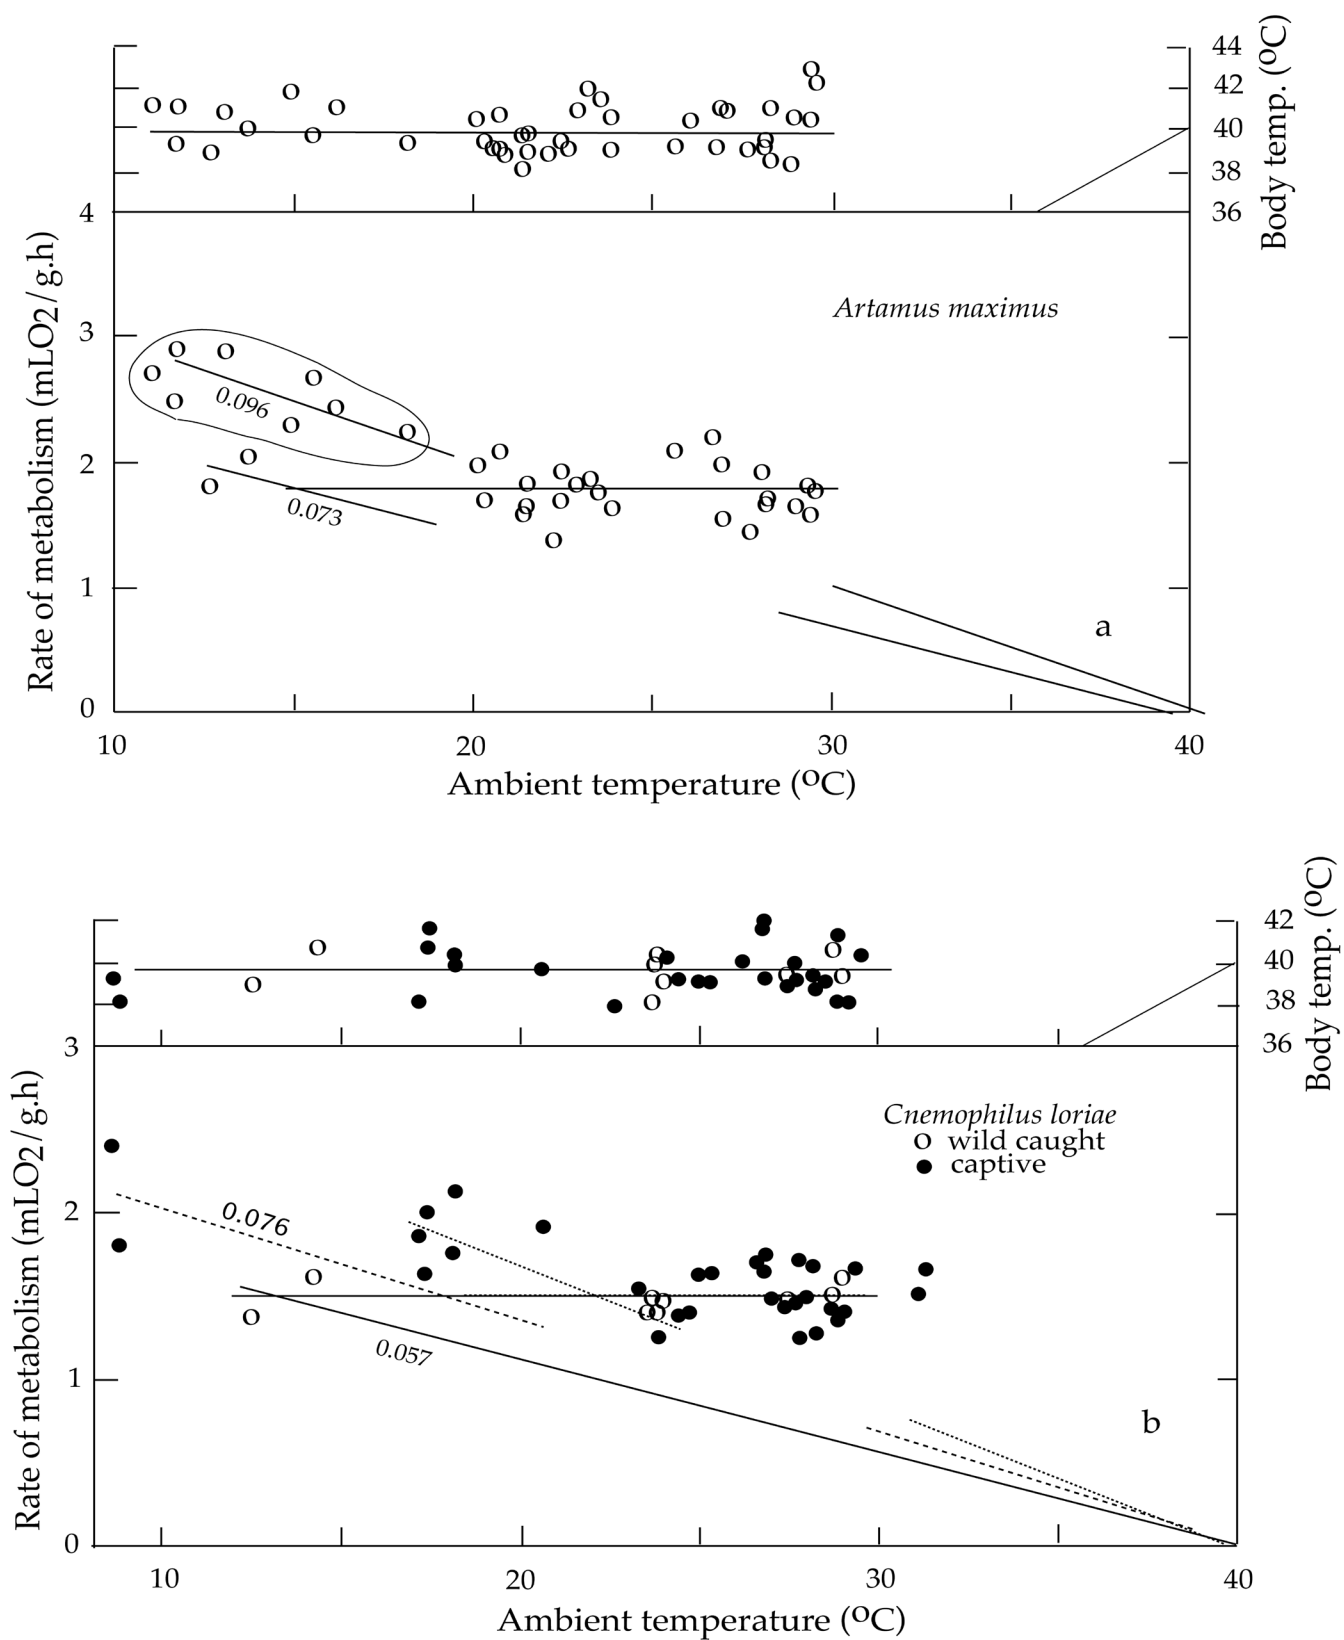 44
42
40
38
36
Body temp. (ºC)
4
3
2
1
0
Rate of metabolism (mLO2/g.h)
Artamus maximus
0.096
0.073
a
10 20 30 40
Ambient temperature (ºC)
42
40
38
36
Body temp. (ºC)
3
2
1
0
Rate of metabolism (mLO2/g.h)
Cnemophilus loriae
o wild caught
● captive
0.076
0.057
b
10 20 30 40
Ambient temperature (ºC)